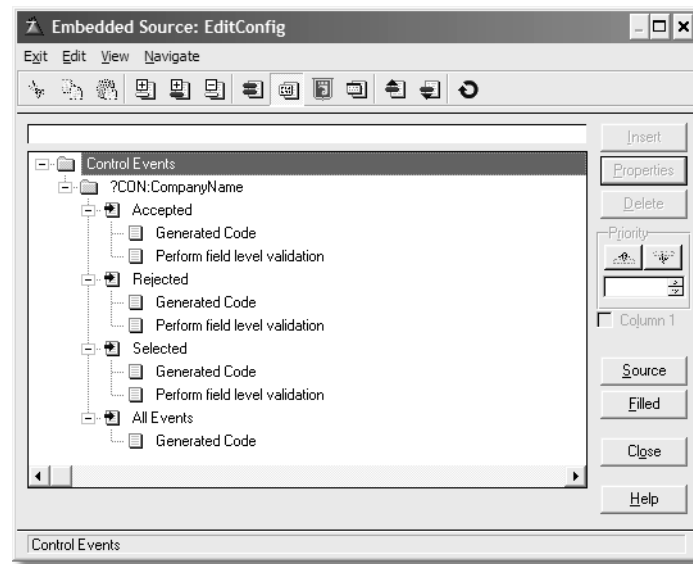 Embedded Source: EditConfig
Exit Edit View Navigate
Insert
Control Events
Properties
?CON:CompanyName
Delete
Accepted
Priority
Generated Code
Perform field level validation
Rejected
Generated Code
Column 1
Perform field level validation
Selected
Source
Generated Code
Perform field level validation
Filled
All Events
Generated Code
Close
Help
Control Events